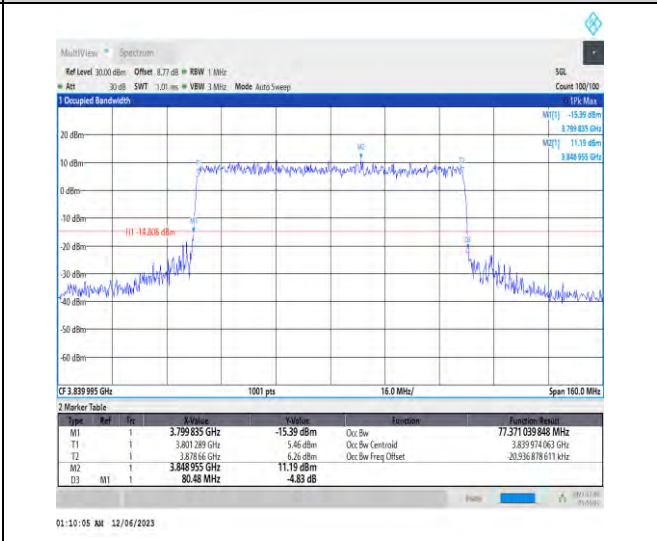 MultiView Spectrum
Ref Level 30.00 dBm Offset 8.77 dB RBW 1 MHz SGL
Att 30 dB SWT 1.01 ms VBW 3 MHz Mode Auto Sweep Count 100/100
1 Occupied Bandwidth 1Pk Max
M1[1] -15.39 dBm
3.799 835 GHz
M2[1] 11.19 dBm
3.848 955 GHz
20 dBm
M2
T1 T2
10 dBm
0 dBm
-10 dBm
M1
H1 -14.806 dBm
D3
-20 dBm
-30 dBm
-40 dBm
-50 dBm
-60 dBm
CF 3.839 995 GHz 1001 pts 16.0 MHz/ Span 160.0 MHz
2 Marker Table
Type Ref Trc X-Value Y-Value Function Function Result
M1 1 3.799 835 GHz -15.39 dBm Occ Bw 77.371 039 848 MHz
T1 1 3.801 289 GHz 5.46 dBm Occ Bw Centroid 3.839 974 063 GHz
T2 1 3.878 66 GHz 6.26 dBm Occ Bw Freq Offset -20.936 878 611 kHz
M2 1 3.848 955 GHz 11.19 dBm
D3 M1 1 80.48 MHz -4.83 dB
01:10:05 AM 12/06/2023